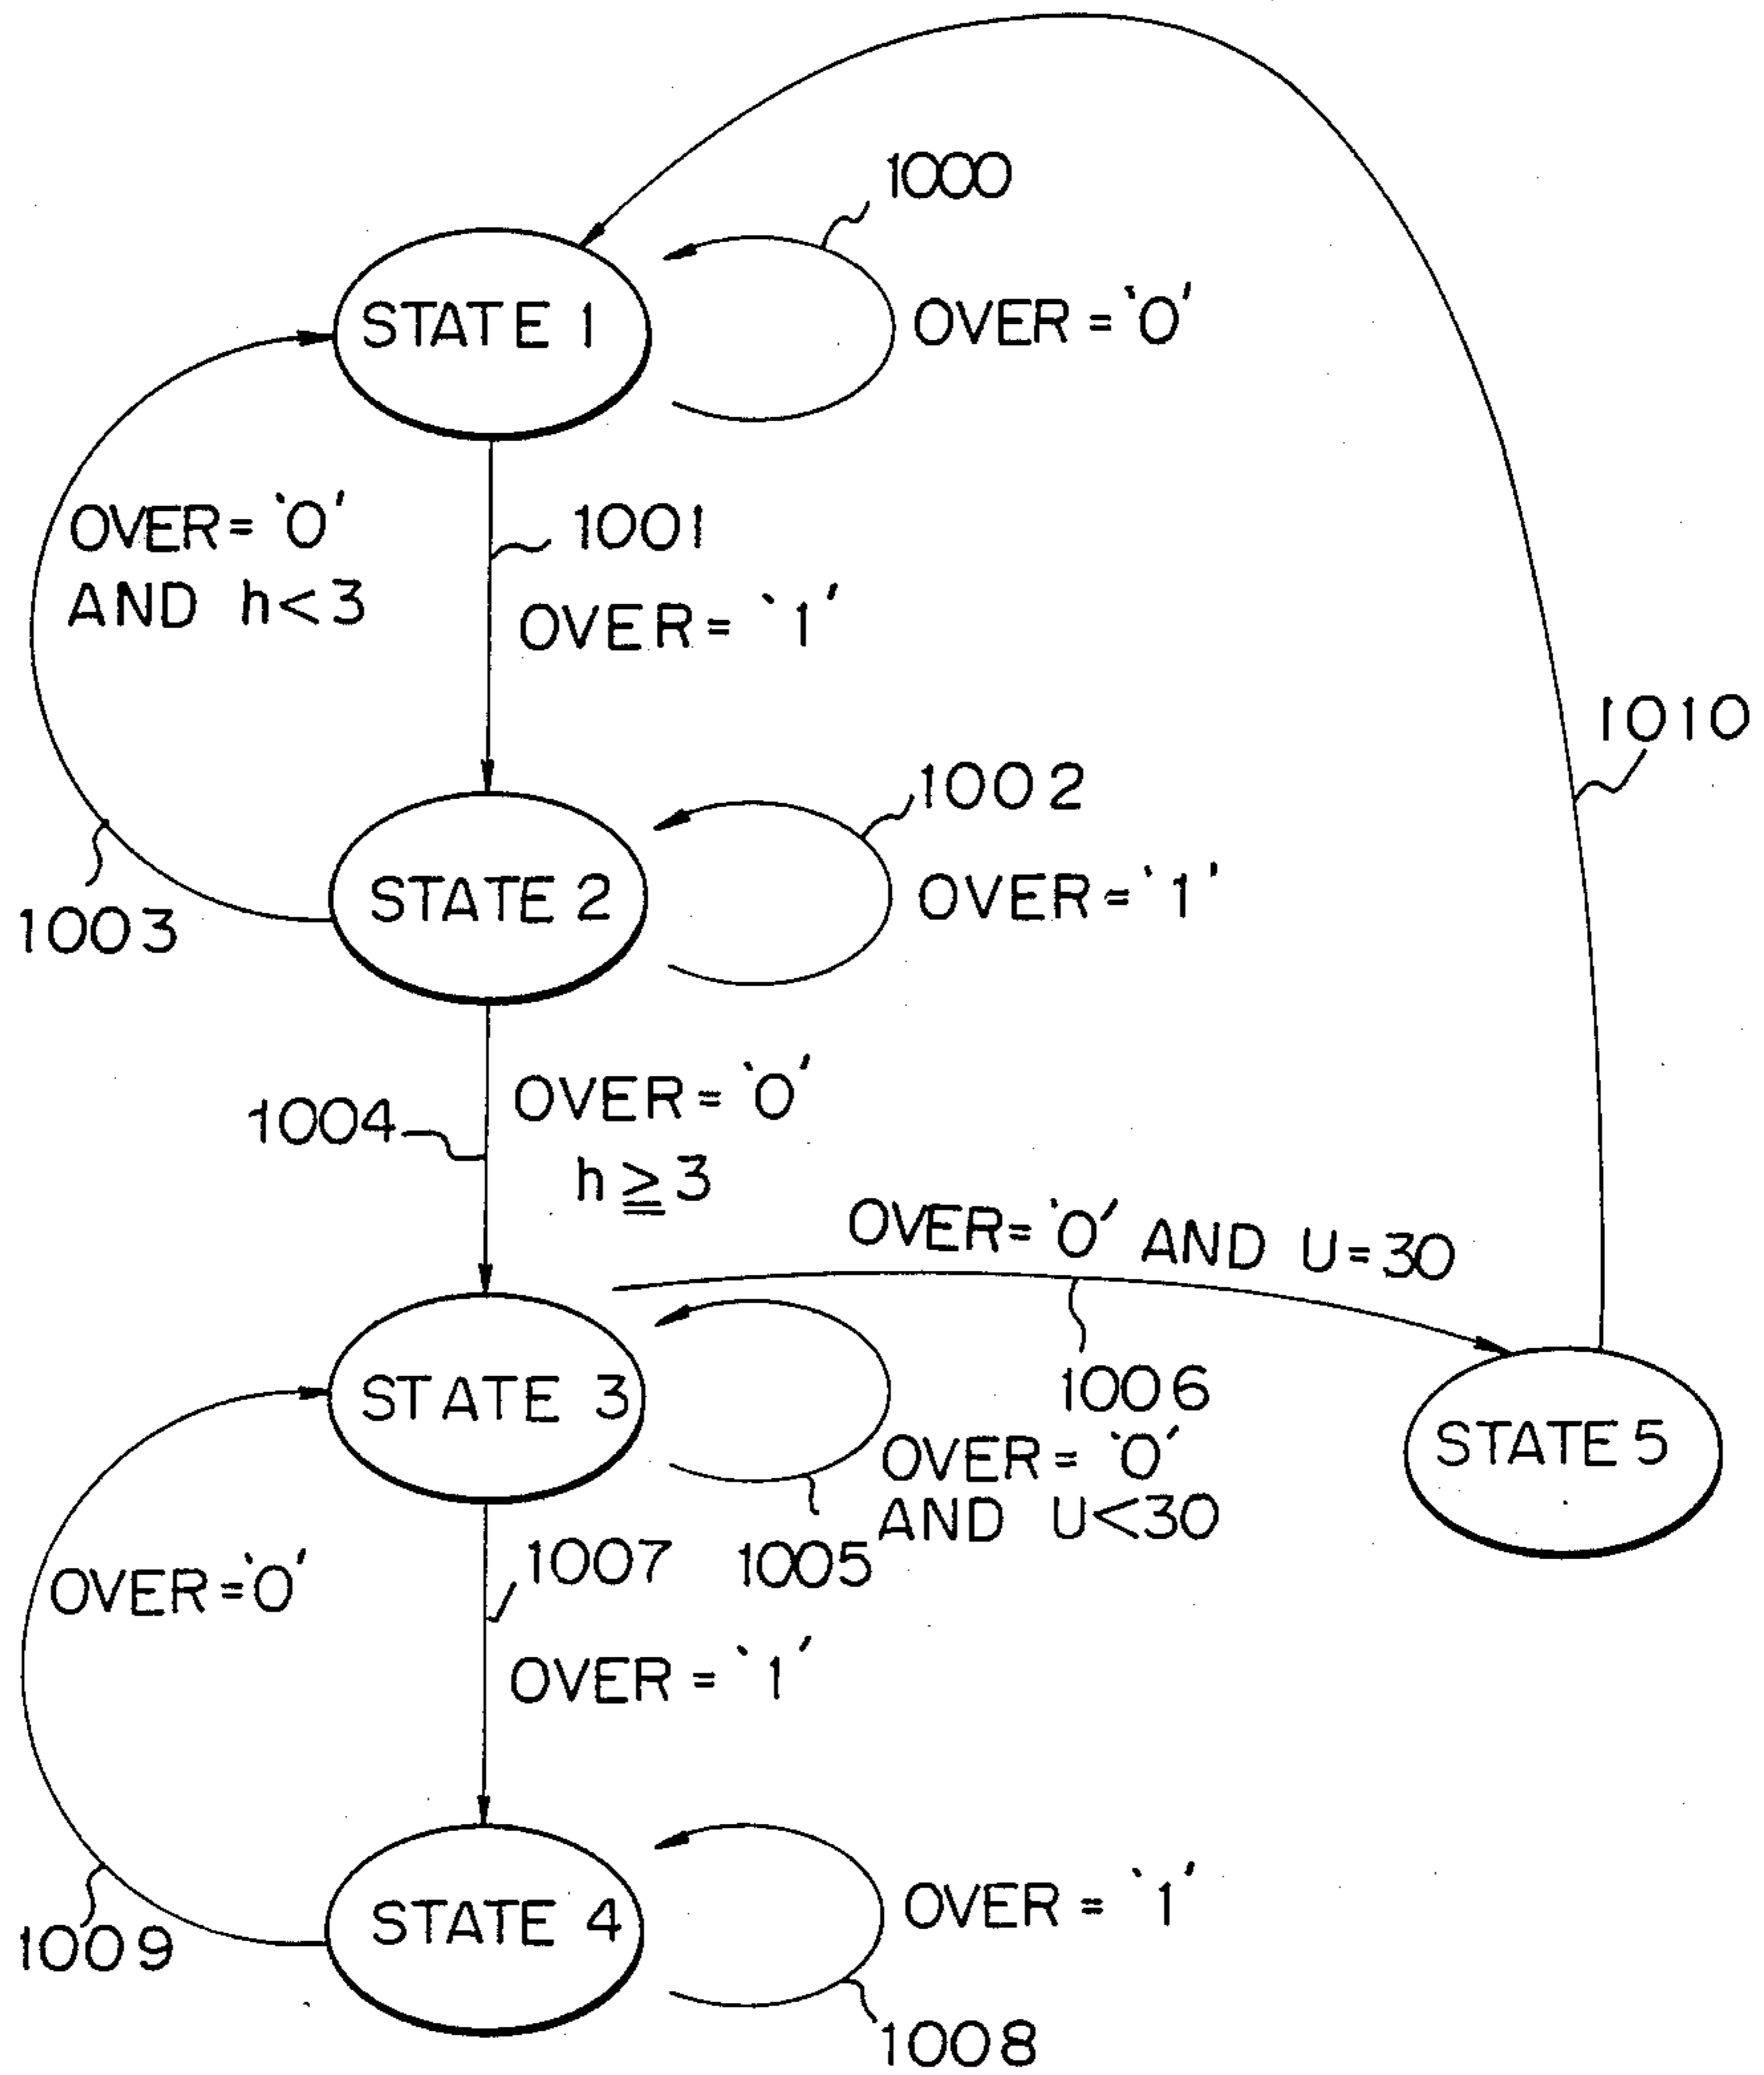 1000
STATE 1
OVER = '0'
OVER = '0'
AND h < 3
1001
OVER = '1'
1010
1002
STATE 2
OVER = '1'
1003
OVER = '0'
1004
h ≧ 3
OVER = '0' AND U = 30
STATE 3
1006
STATE 5
OVER = '0'
AND U < 30
1005
1007
OVER = '0'
OVER = '1'
STATE 4
OVER = '1'
1009
1008